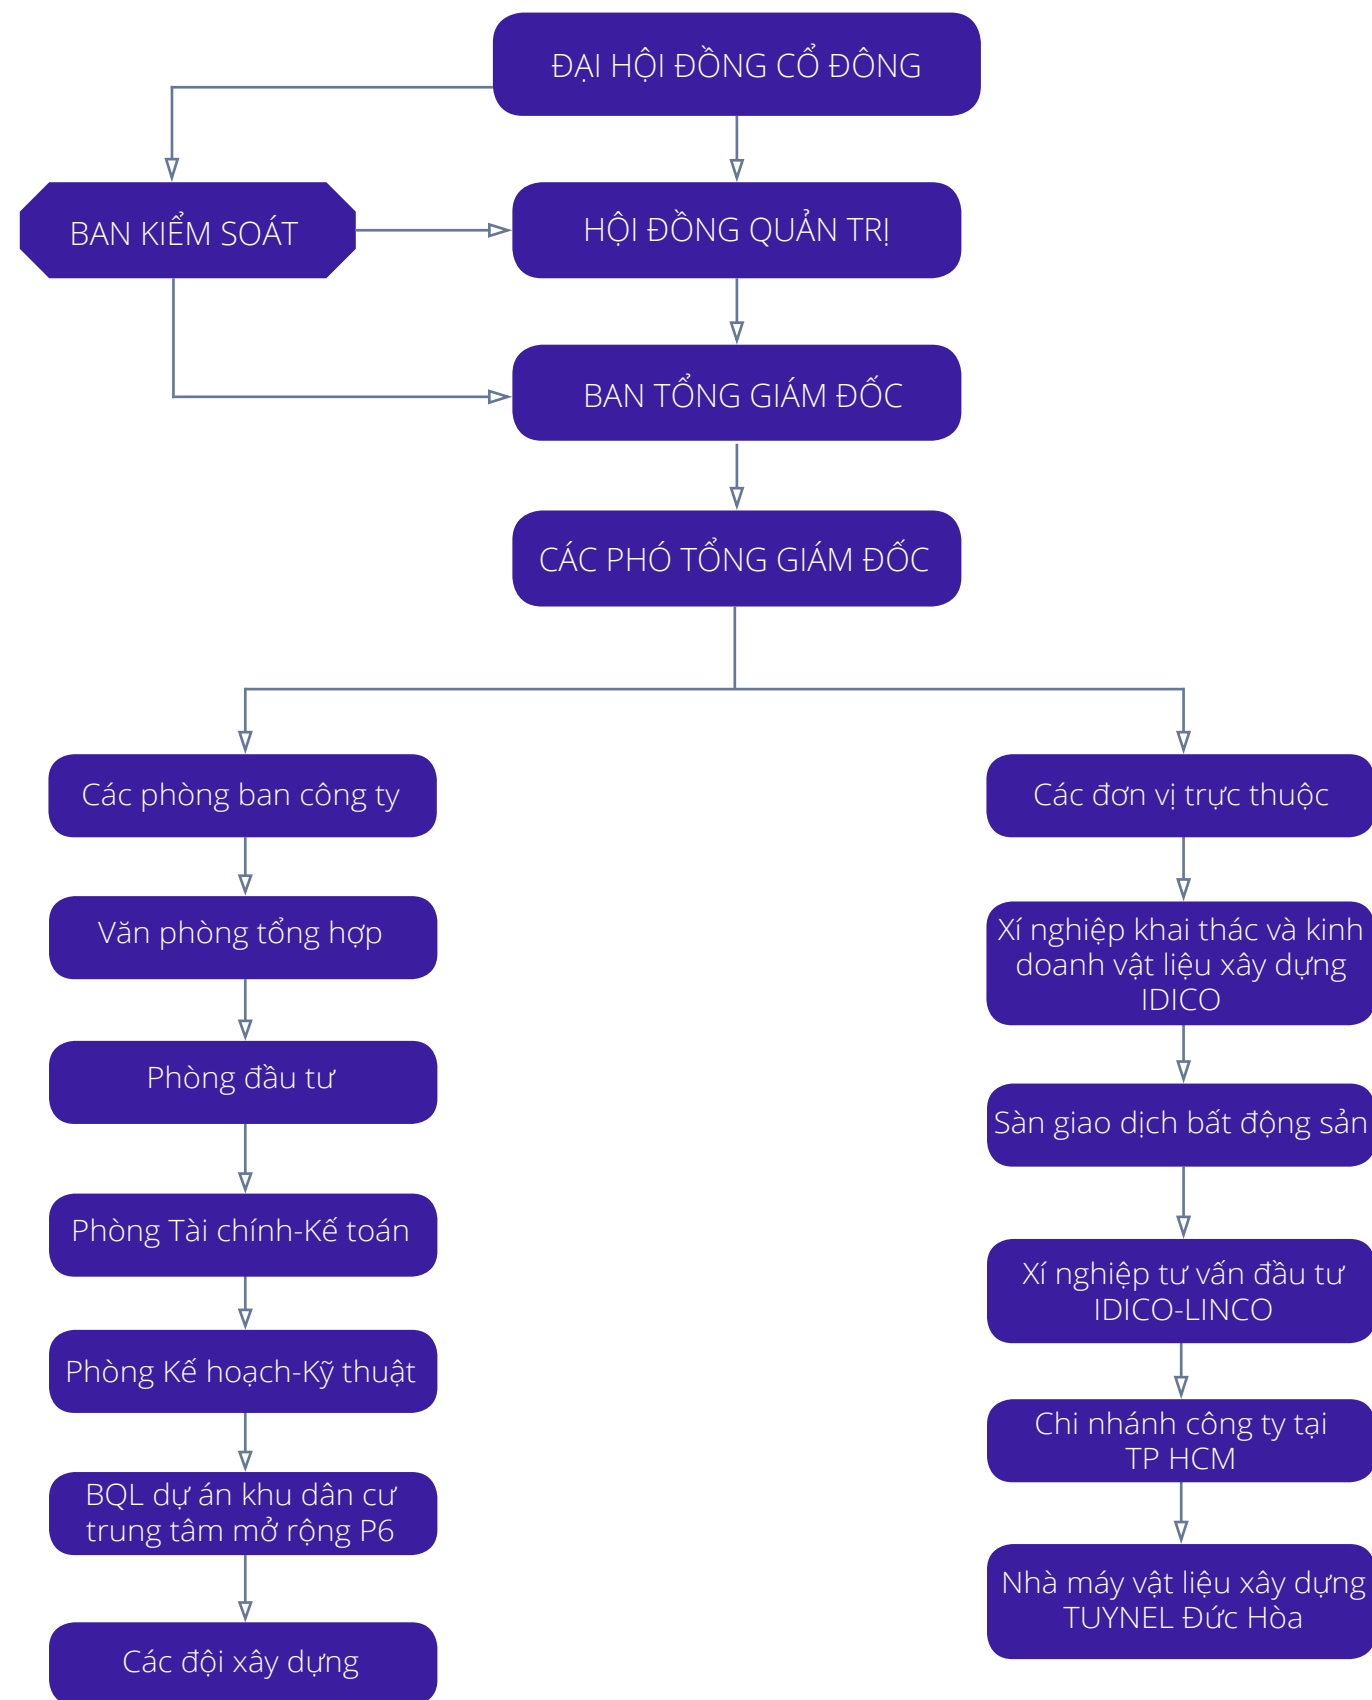 ĐẠI HỘI ĐỒNG CỔ ĐÔNG
BAN KIỂM SOÁT
HỘI ĐỒNG QUẢN TRỊ
BAN TỔNG GIÁM ĐỐC
CÁC PHÓ TỔNG GIÁM ĐỐC
Các phòng ban công ty
Văn phòng tổng hợp
Phòng đầu tư
Phòng Tài chính-Kế toán
Phòng Kế hoạch-Kỹ thuật
BQL dự án khu dân cư
trung tâm mở rộng P6
Các đội xây dựng
Các đơn vị trực thuộc
Xí nghiệp khai thác và kinh
doanh vật liệu xây dựng
IDICO
Sàn giao dịch bất động sản
Xí nghiệp tư vấn đầu tư
IDICO-LINCO
Chi nhánh công ty tại
TP HCM
Nhà máy vật liệu xây dựng
TUYNEL Đức Hòa